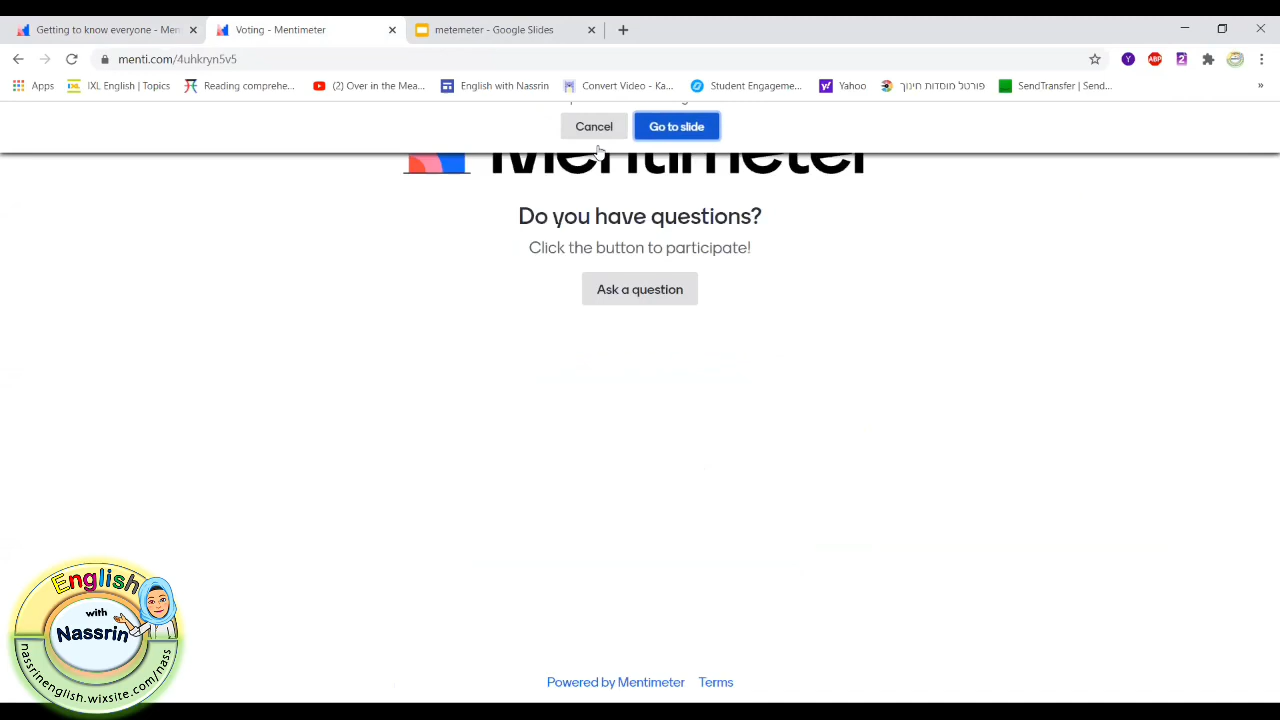 Getting to know everyone - Men
Voting - Mentimeter
metemeter - Google Slides
menti.com/4uhkryn5v5
Apps
IXL English | Topics
Reading comprehe...
(2) Over in the Mea...
English with Nassrin
Convert Video - Ka...
Student Engageme...
Yahoo
פורטל מוסדות חינוך
SendTransfer | Send...
»
Cancel
Go to slide
Mentimeter
Do you have questions?
Click the button to participate!
Ask a question
English
with
Nassrin
nassrinenglish.wixsite.com/nass
Powered by Mentimeter
Terms